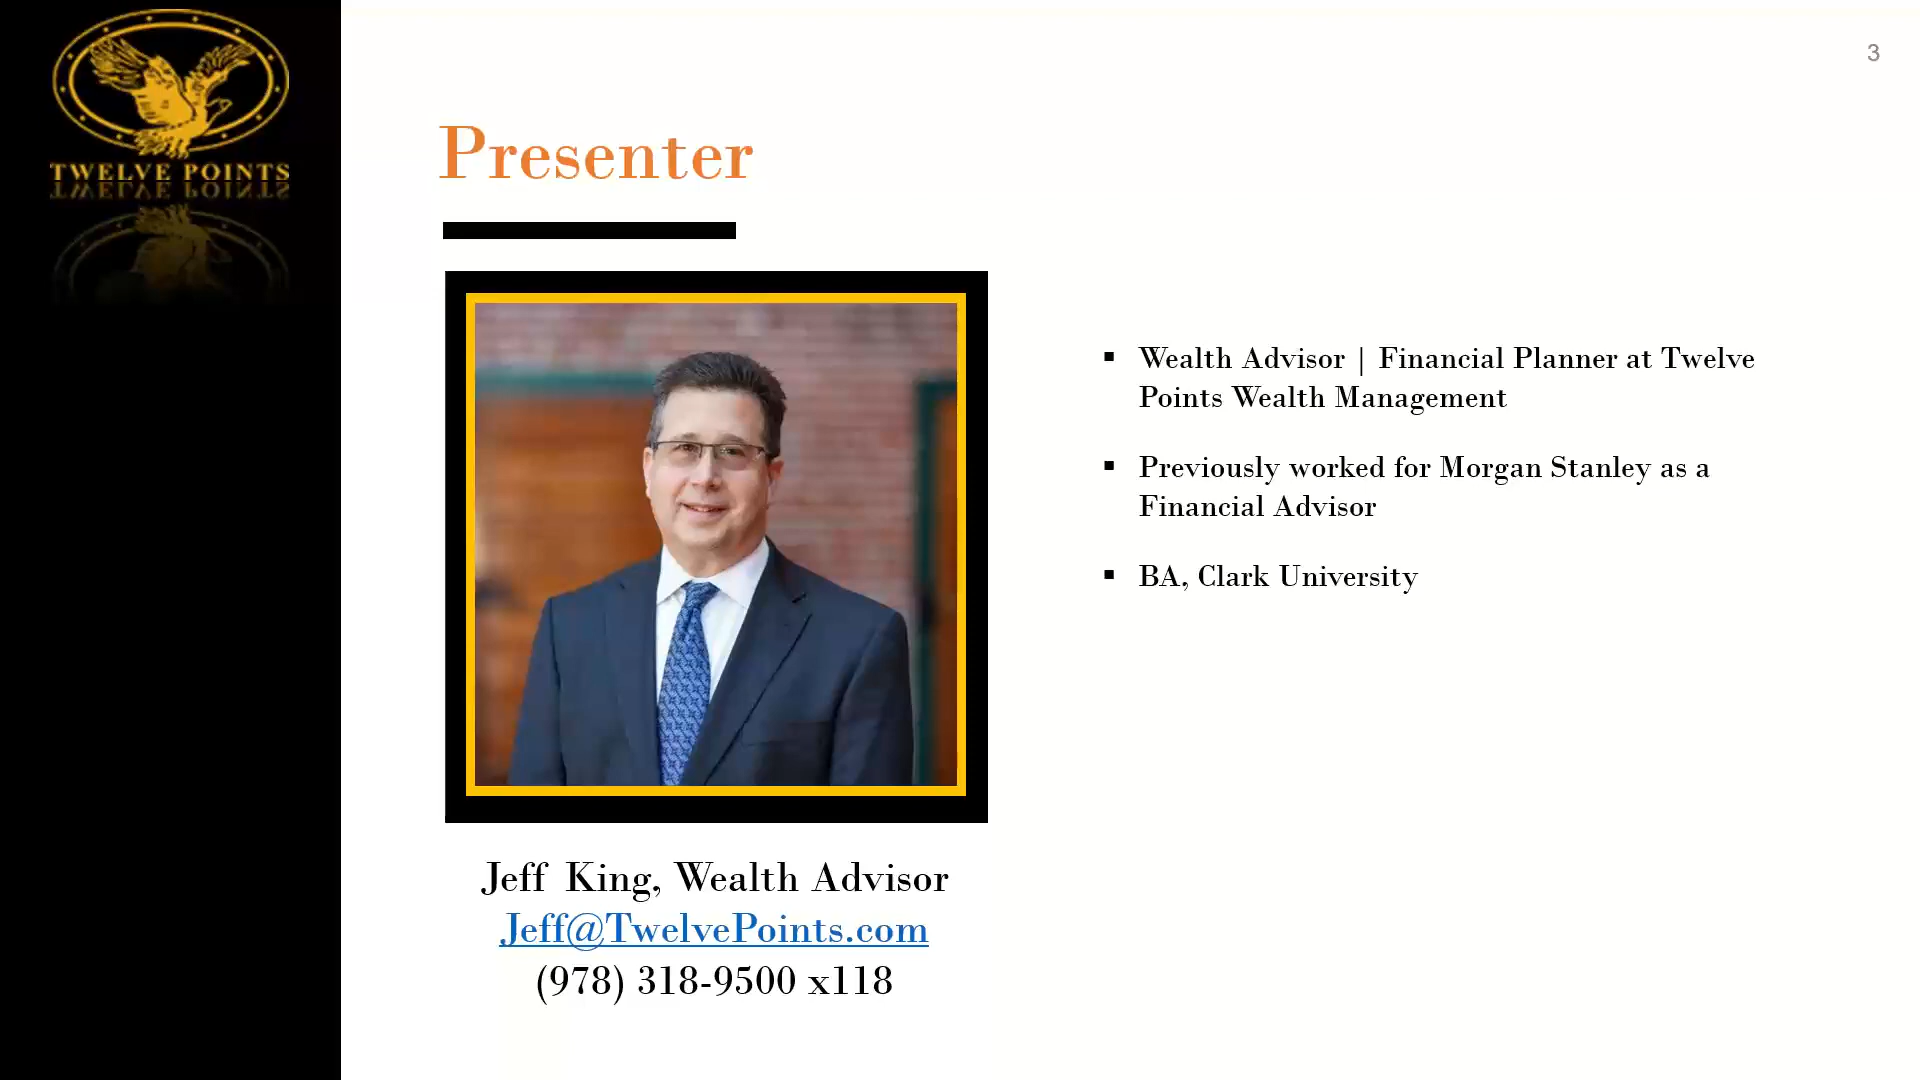 TWELVE POINTS
3
Presenter
▪ Wealth Advisor | Financial Planner at Twelve
Points Wealth Management
▪ Previously worked for Morgan Stanley as a
Financial Advisor
▪ BA, Clark University
Jeff King, Wealth Advisor
Jeff@TwelvePoints.com
(978) 318-9500 x118